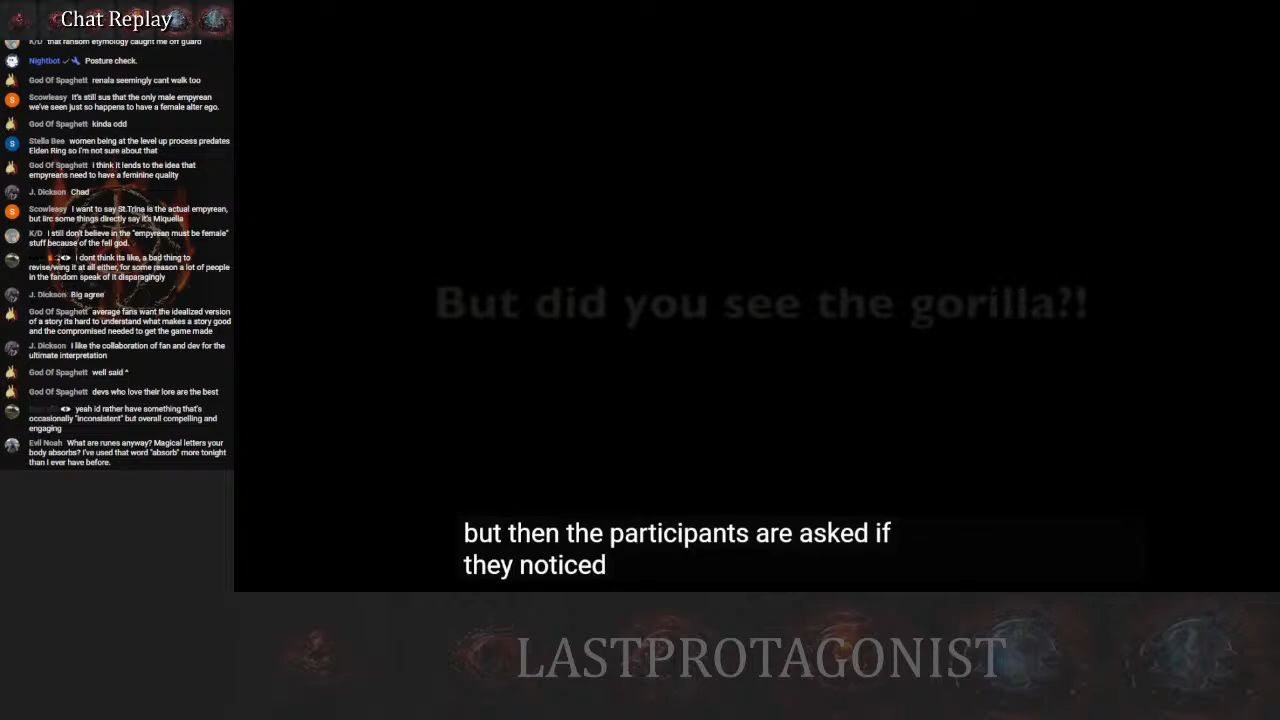 Chat Replay
K/D that ransom etymology caught me off guard
Nightbot Posture check.
God Of Spaghett renala seemingly cant walk too
Scowleasy It's still sus that the only male empyrean
we've seen just so happens to have a female alter ego.
God Of Spaghett kinda odd
Stella Bee women being at the level up process predates
Elden Ring so I'm not sure about that
God Of Spaghett i think it lends to the idea that
empyreans need to have a feminine quality
J. Dickson Chad
Scowleasy I want to say St.Trina is the actual empyrean,
but iirc some things directly say it's Miquella
K/D I still don't believe in the "empyrean must be female"
stuff because of the fell god.
i dont think its like, a bad thing to
revise/wing it at all either, for some reason a lot of people
in the fandom speak of it disparagingly
J. Dickson Big agree
God Of Spaghett average fans want the idealized version
of a story its hard to understand what makes a story good
and the compromised needed to get the game made
J. Dickson I like the collaboration of fan and dev for the
ultimate interpretation
God Of Spaghett well said ^
God Of Spaghett devs who love their lore are the best
yeah id rather have something that's
occasionally "inconsistent" but overall compelling and
engaging
Evil Noah What are runes anyway? Magical letters your
body absorbs? I've used that word "absorb" more tonight
than I ever have before.
But did you see the gorilla?!
but then the participants are asked if
they noticed
LASTPROTAGONIST